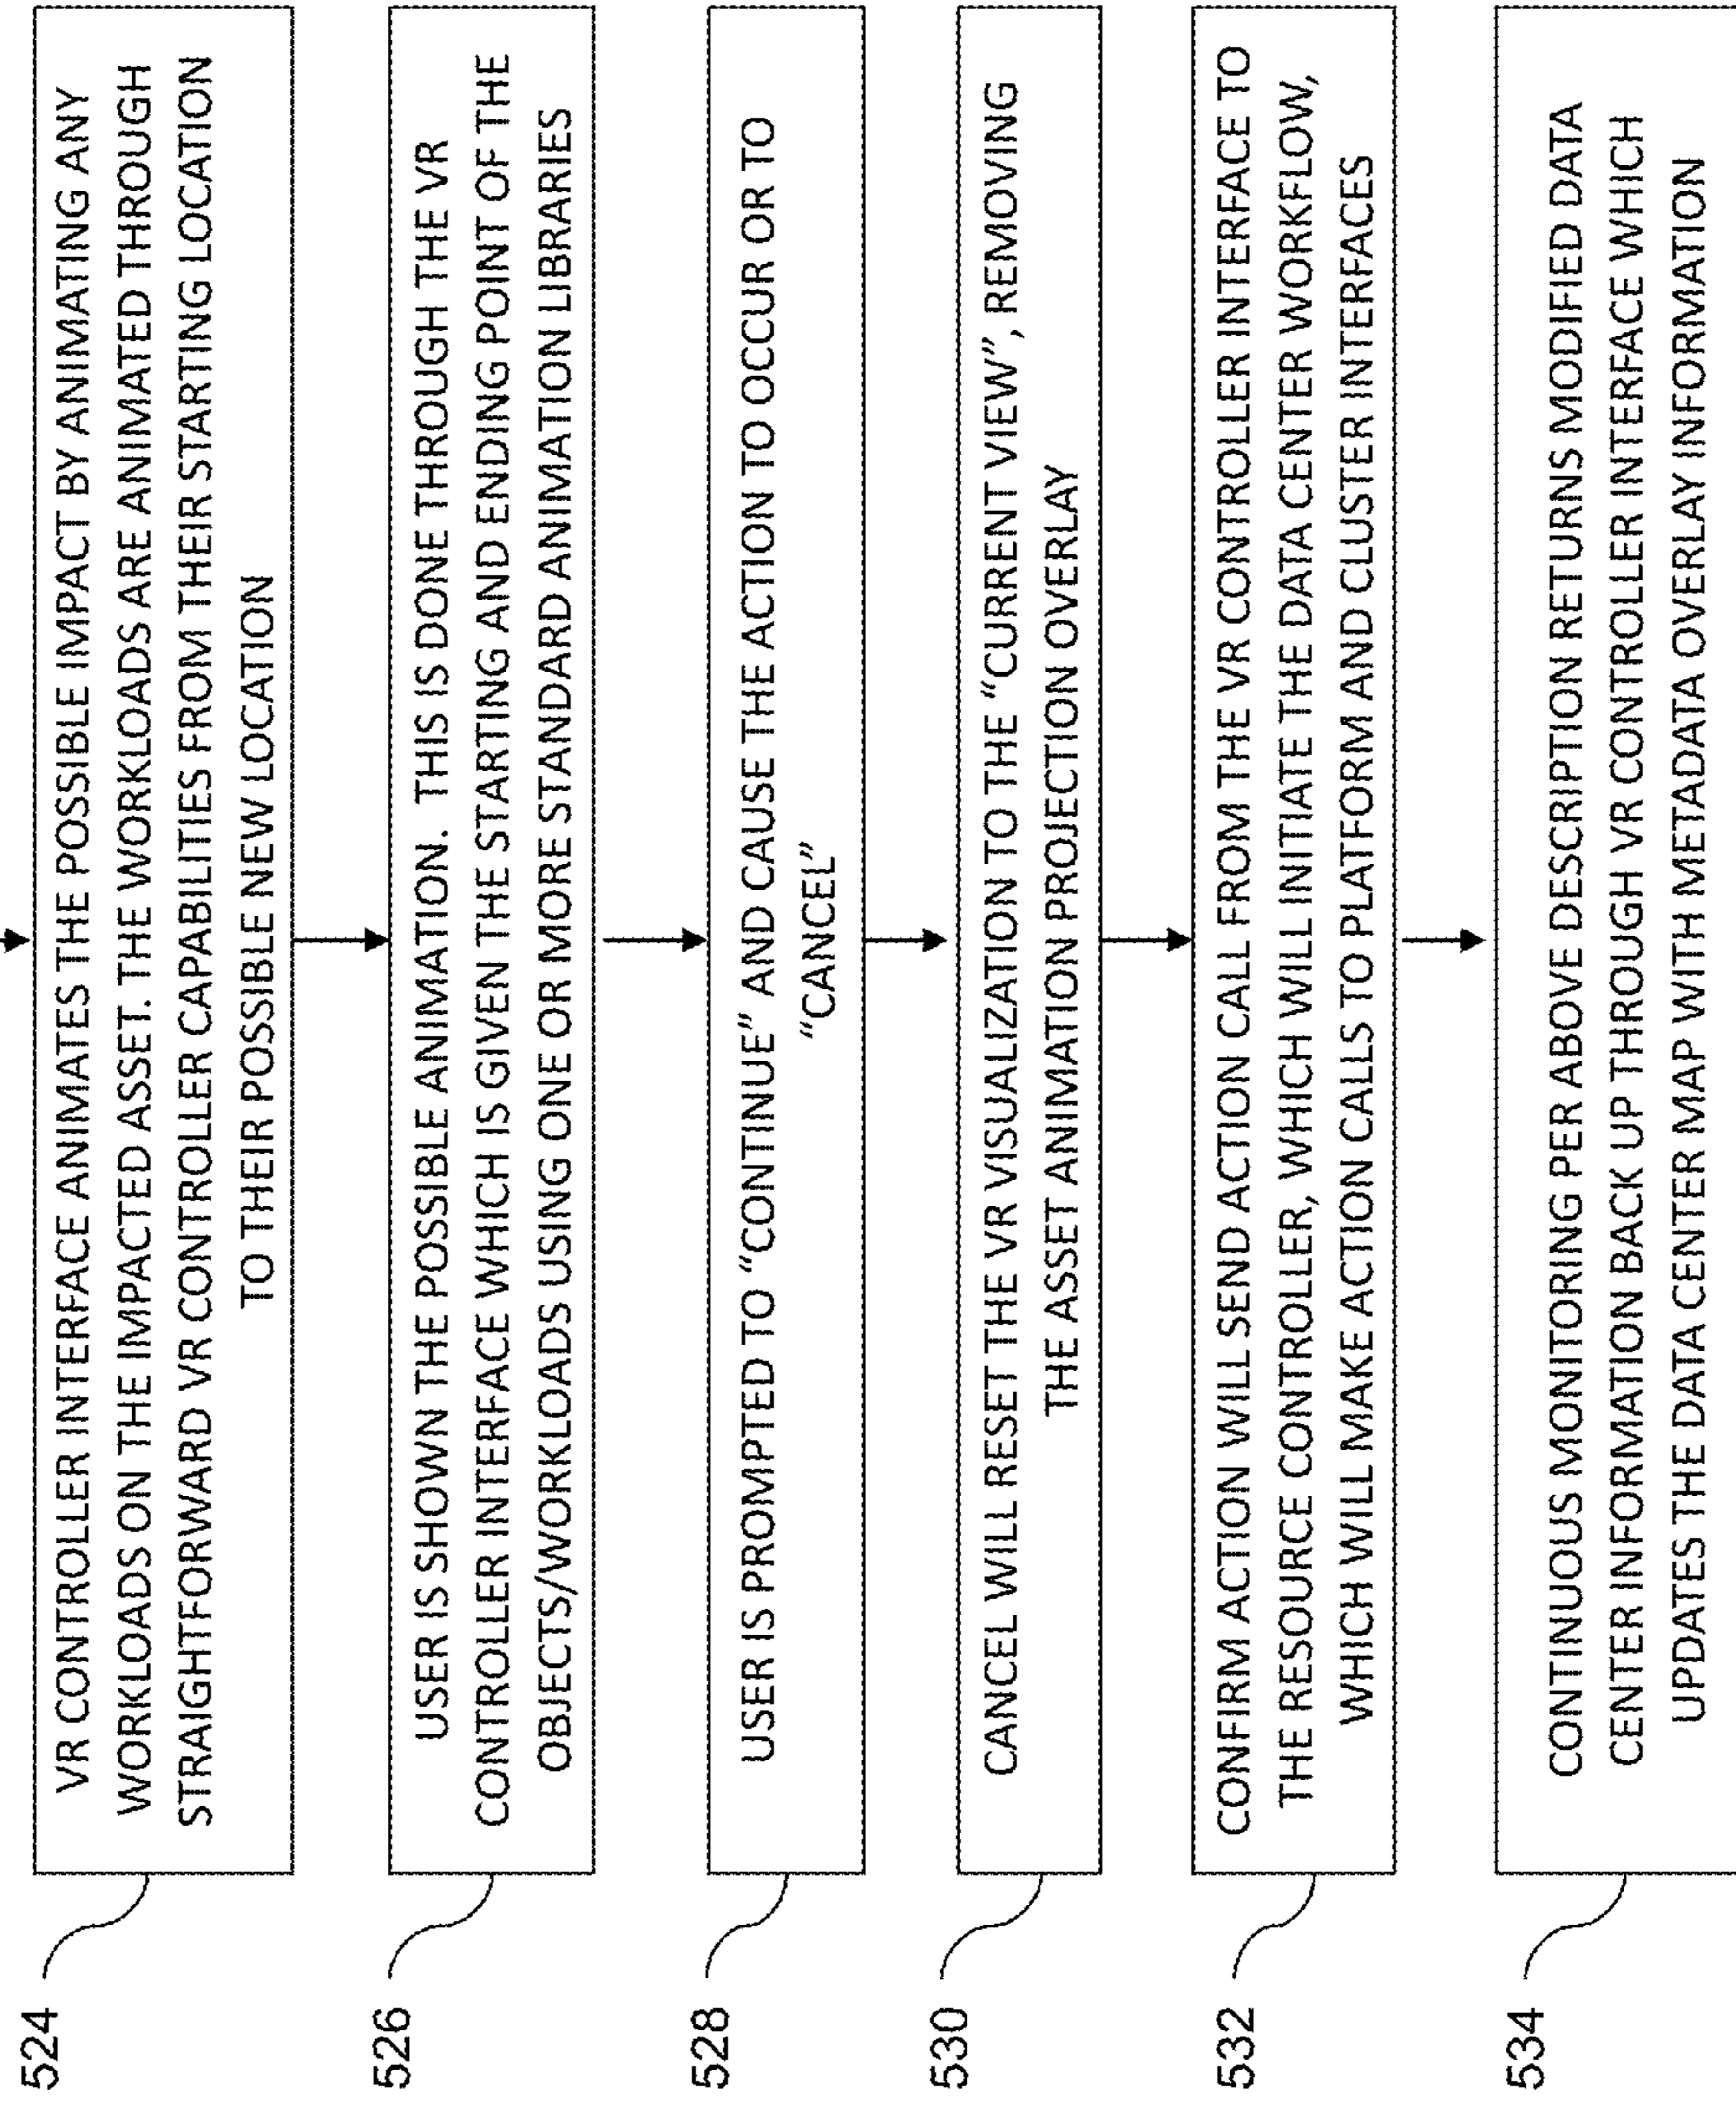 524
VR CONTROLLER INTERFACE ANIMATES THE POSSIBLE IMPACT BY ANIMATING ANY
WORKLOADS ON THE IMPACTED ASSET. THE WORKLOADS ARE ANIMATED THROUGH
STRAIGHTFORWARD VR CONTROLLER CAPABILITIES FROM THEIR STARTING LOCATION
TO THEIR POSSIBLE NEW LOCATION
526
USER IS SHOWN THE POSSIBLE ANIMATION. THIS IS DONE THROUGH THE VR
CONTROLLER INTERFACE WHICH IS GIVEN THE STARTING AND ENDING POINT OF THE
OBJECTS/WORKLOADS USING ONE OR MORE STANDARD ANIMATION LIBRARIES
528
USER IS PROMPTED TO “CONTINUE” AND CAUSE THE ACTION TO OCCUR OR TO
“CANCEL”
530
CANCEL WILL RESET THE VR VISUALIZATION TO THE “CURRENT VIEW”, REMOVING
THE ASSET ANIMATION PROJECTION OVERLAY
532
CONFIRM ACTION WILL SEND ACTION CALL FROM THE VR CONTROLLER INTERFACE TO
THE RESOURCE CONTROLLER, WHICH WILL INITIATE THE DATA CENTER WORKFLOW,
WHICH WILL MAKE ACTION CALLS TO PLATFORM AND CLUSTER INTERFACES
534
CONTINUOUS MONITORING PER ABOVE DESCRIPTION RETURNS MODIFIED DATA
CENTER INFORMATION BACK UP THROUGH VR CONTROLLER INTERFACE WHICH
UPDATES THE DATA CENTER MAP WITH METADATA OVERLAY INFORMATION